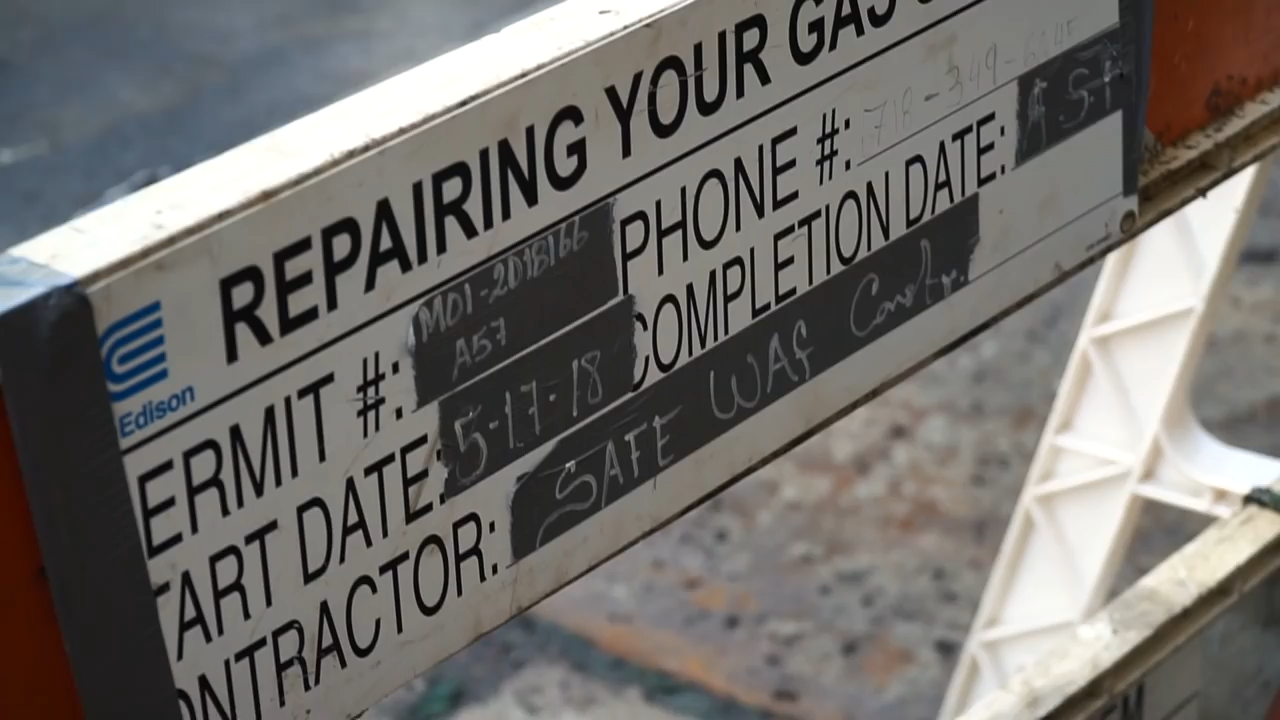 REPAIRING YOUR GAS
Edison
ERMIT #: M01-2018166
A57
PHONE #: 718-349-
TART DATE: 5-17-18
COMPLETION DATE:
ONTRACTOR: SAFE WAY Constr.